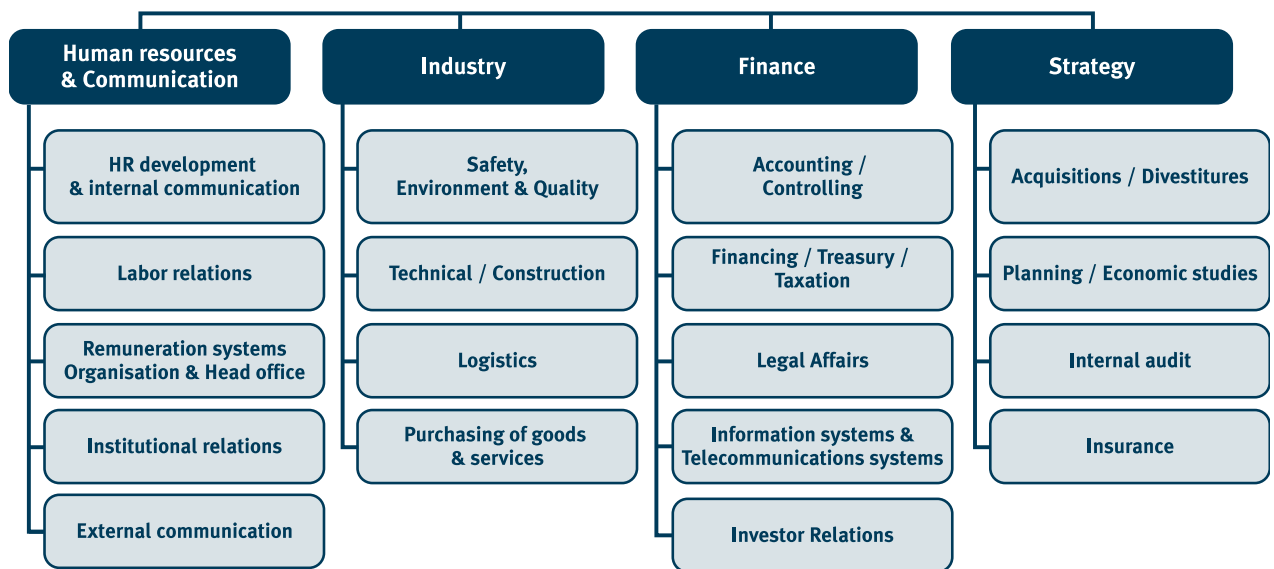 Human resources
& Communication
Industry
Finance
Strategy
HR development
& internal communication
Labor relations
Remuneration systems
Organisation & Head office
Institutional relations
External communication
Safety,
Environment & Quality
Technical / Construction
Logistics
Purchasing of goods
& services
Accounting /
Controlling
Financing / Treasury /
Taxation
Legal Affairs
Information systems &
Telecommunications systems
Investor Relations
Acquisitions / Divestitures
Planning / Economic studies
Internal audit
Insurance